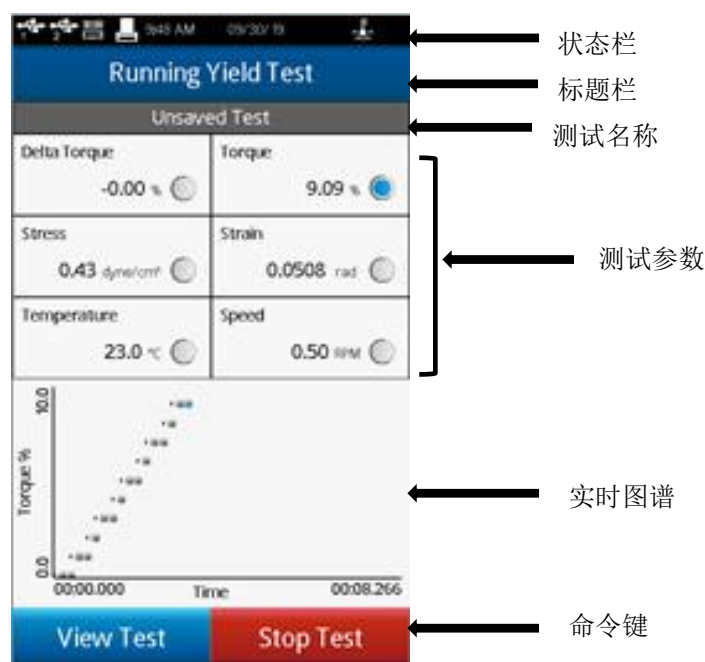 1 2 9:48 AM 09/30/19
状态栏
Running Yield Test
标题栏
Unsaved Test
测试名称
Delta Torque
-0.00 %
Torque
9.09 %
Stress
0.43 dyne/cm²
Strain
0.0508 rad
测试参数
Temperature
23.0 °C
Speed
0.50 RPM
10.0
Torque %
0.0
00:00.000 Time 00:08.266
实时图谱
View Test
Stop Test
命令键